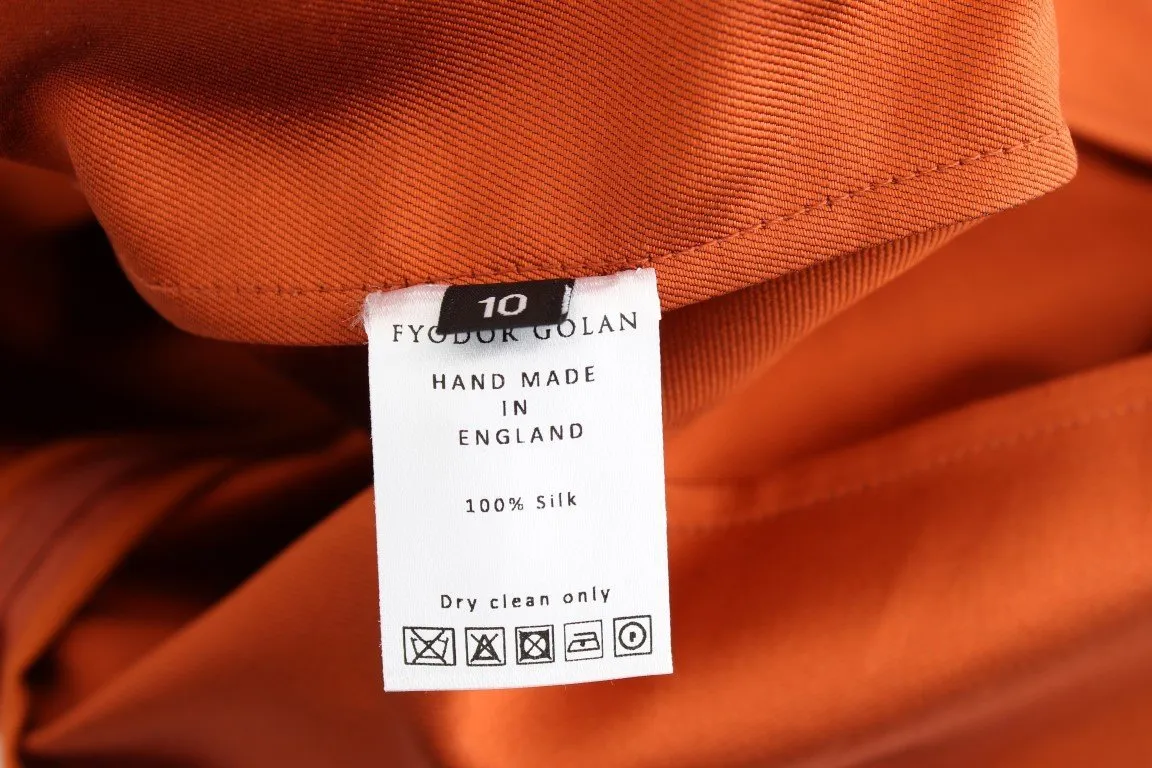 10
FYODOR GOLAN
HAND MADE
IN
ENGLAND
100% Silk
Dry clean only
P